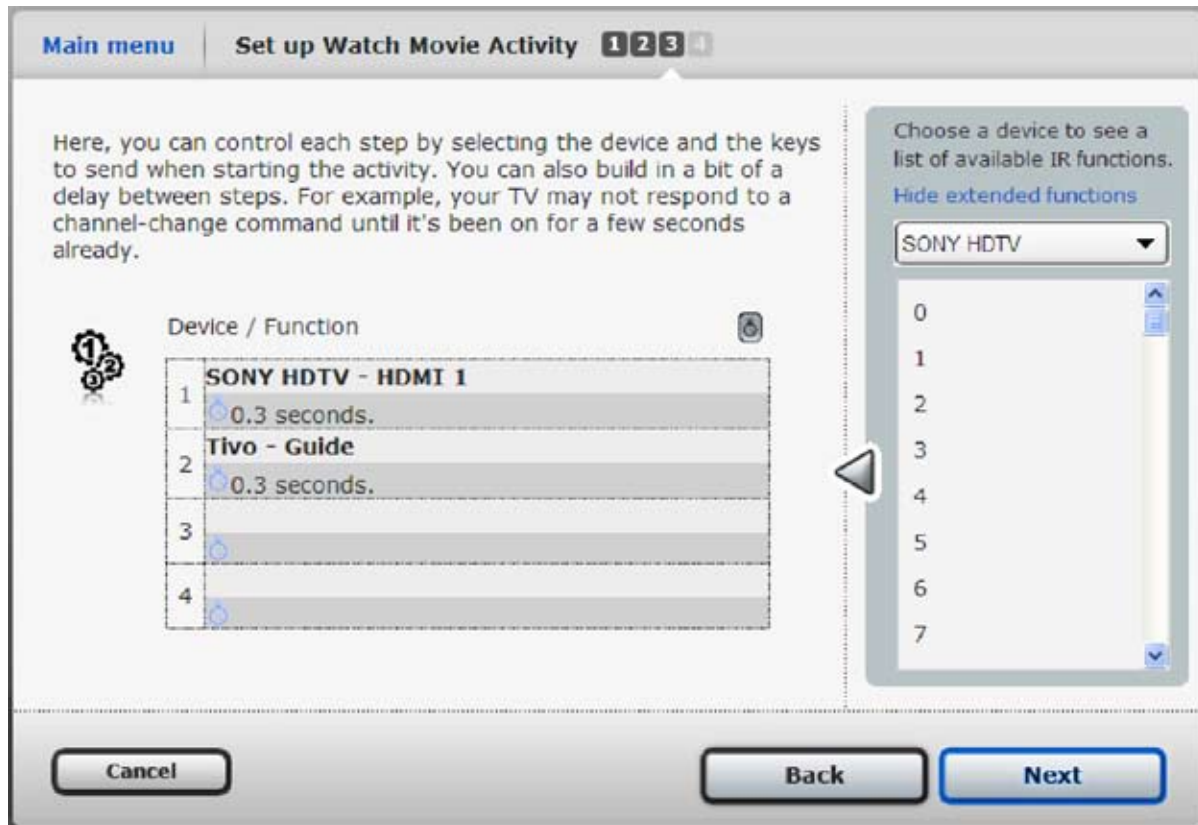 Main menu
Set up Watch Movie Activity 1 2 3 4
Here, you can control each step by selecting the device and the keys
to send when starting the activity. You can also build in a bit of a
delay between steps. For example, your TV may not respond to a
channel-change command until it's been on for a few seconds
already.
1 2 3
Device / Function
1
SONY HDTV - HDMI 1
0.3 seconds.
2
Tivo - Guide
0.3 seconds.
3
4
Choose a device to see a
list of available IR functions.
Hide extended functions
SONY HDTV
0
1
2
3
4
5
6
7
Cancel
Back
Next